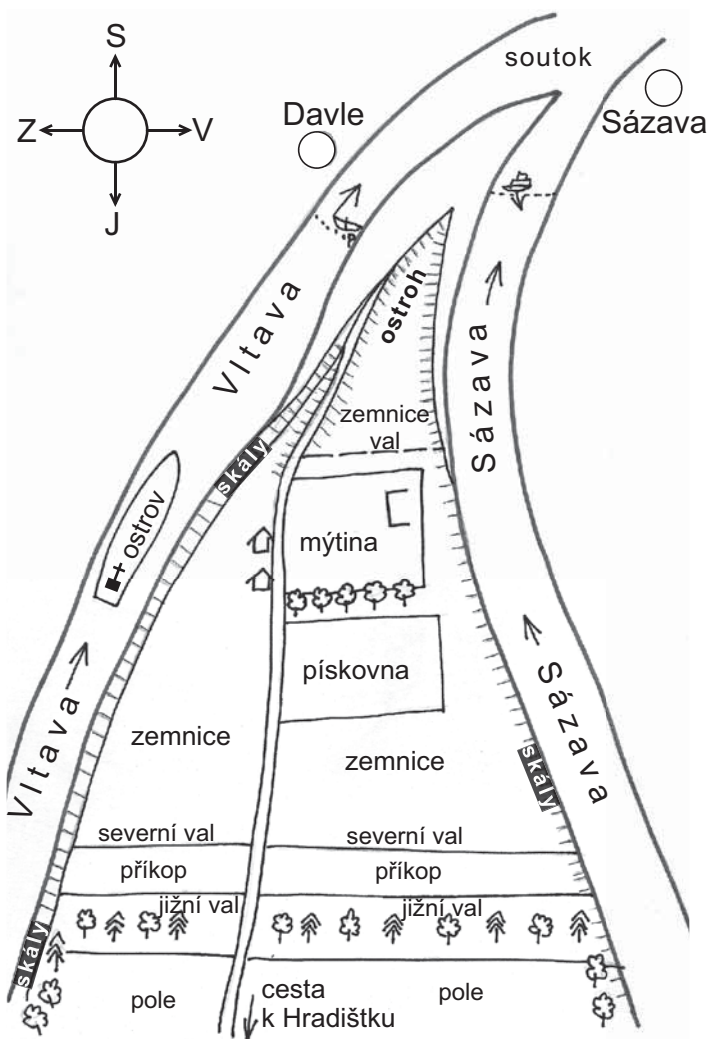 S
soutok
Davle
Sázava
Z
V
J
Vltava
ostroh
Sázava
zemnice
val
skály
ostrov
mýtina
pískovna
Vltava
Sázava
zemnice
zemnice
skály
severní val
severní val
příkop
příkop
jižní val
jižní val
skály
pole
cesta
k Hradištku
pole